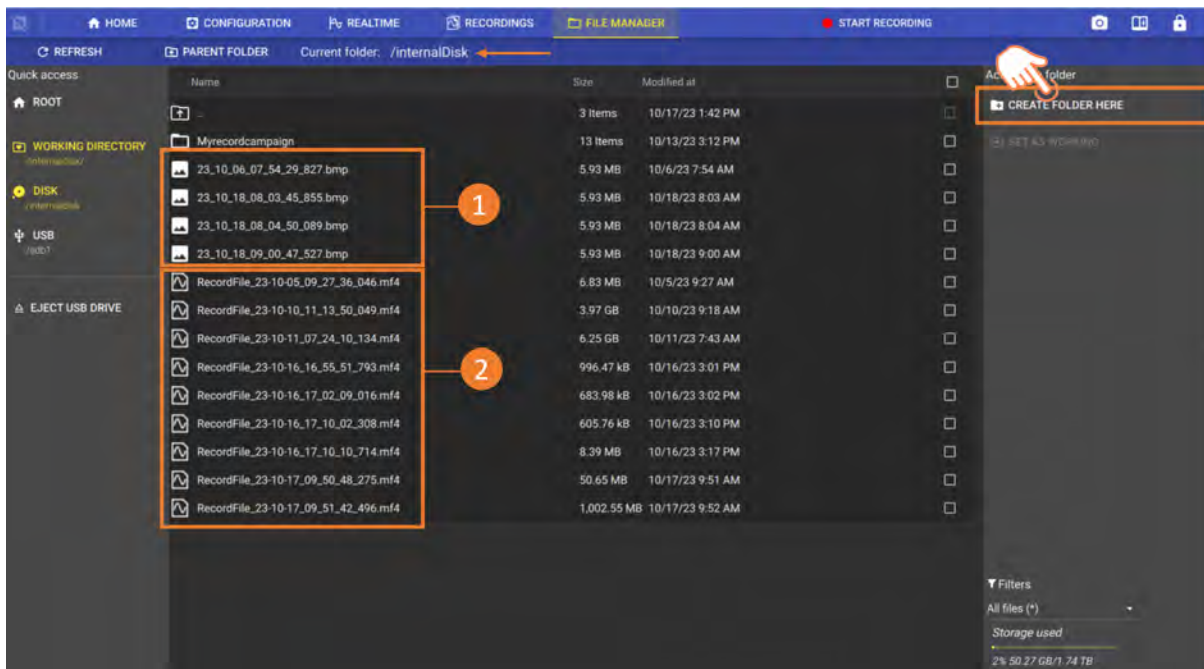 HOME CONFIGURATION REALTIME RECORDINGS FILE MANAGER START RECORDING
REFRESH PARENT FOLDER Current folder: /internalDisk
Quick access
ROOT
WORKING DIRECTORY
/internaldisk/
DISK
/internaldisk
USB
/sdb1
EJECT USB DRIVE
Name Size Modified at
.. 3 Items 10/17/23 1:42 PM
Myrecordcampaign 13 Items 10/13/23 3:12 PM
23_10_06_07_54_29_827.bmp 5.93 MB 10/6/23 7:54 AM
23_10_18_08_03_45_855.bmp 5.93 MB 10/18/23 8:03 AM
23_10_18_08_04_50_089.bmp 5.93 MB 10/18/23 8:04 AM
23_10_18_09_00_47_527.bmp 5.93 MB 10/18/23 9:00 AM
RecordFile_23-10-05_09_27_36_046.mf4 6.83 MB 10/5/23 9:27 AM
RecordFile_23-10-10_11_13_50_049.mf4 3.97 GB 10/10/23 9:18 AM
RecordFile_23-10-11_07_24_10_134.mf4 6.25 GB 10/11/23 7:43 AM
RecordFile_23-10-16_16_55_51_793.mf4 996.47 kB 10/16/23 3:01 PM
RecordFile_23-10-16_17_02_09_016.mf4 683.98 kB 10/16/23 3:02 PM
RecordFile_23-10-16_17_10_02_308.mf4 605.76 kB 10/16/23 3:10 PM
RecordFile_23-10-16_17_10_10_714.mf4 8.39 MB 10/16/23 3:17 PM
RecordFile_23-10-17_09_50_48_275.mf4 50.65 MB 10/17/23 9:51 AM
RecordFile_23-10-17_09_51_42_496.mf4 1,002.55 MB 10/17/23 9:52 AM
1
2
folder
CREATE FOLDER HERE
SET AS WORKING
Filters
All files (*)
Storage used
2% 50.27 GB/1.74 TB